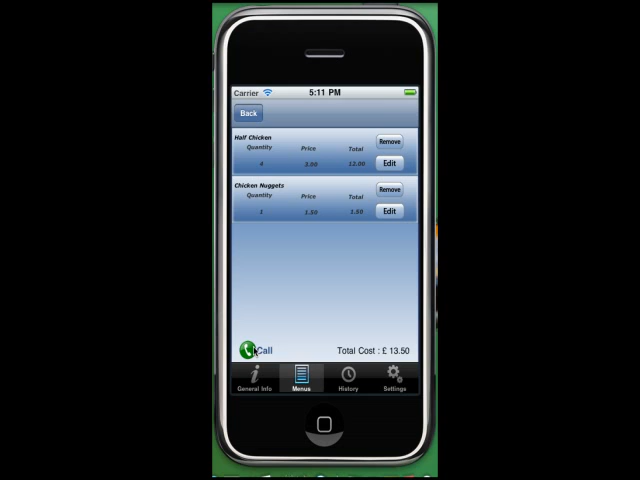 Carrier 5:11 PM
Back
Half Chicken
Remove
Quantity Price Total
4 3.00 12.00 Edit
Chicken Nuggets
Remove
Quantity Price Total
1 1.50 1.50 Edit
Call Total Cost : £ 13.50
General Info Menus History Settings